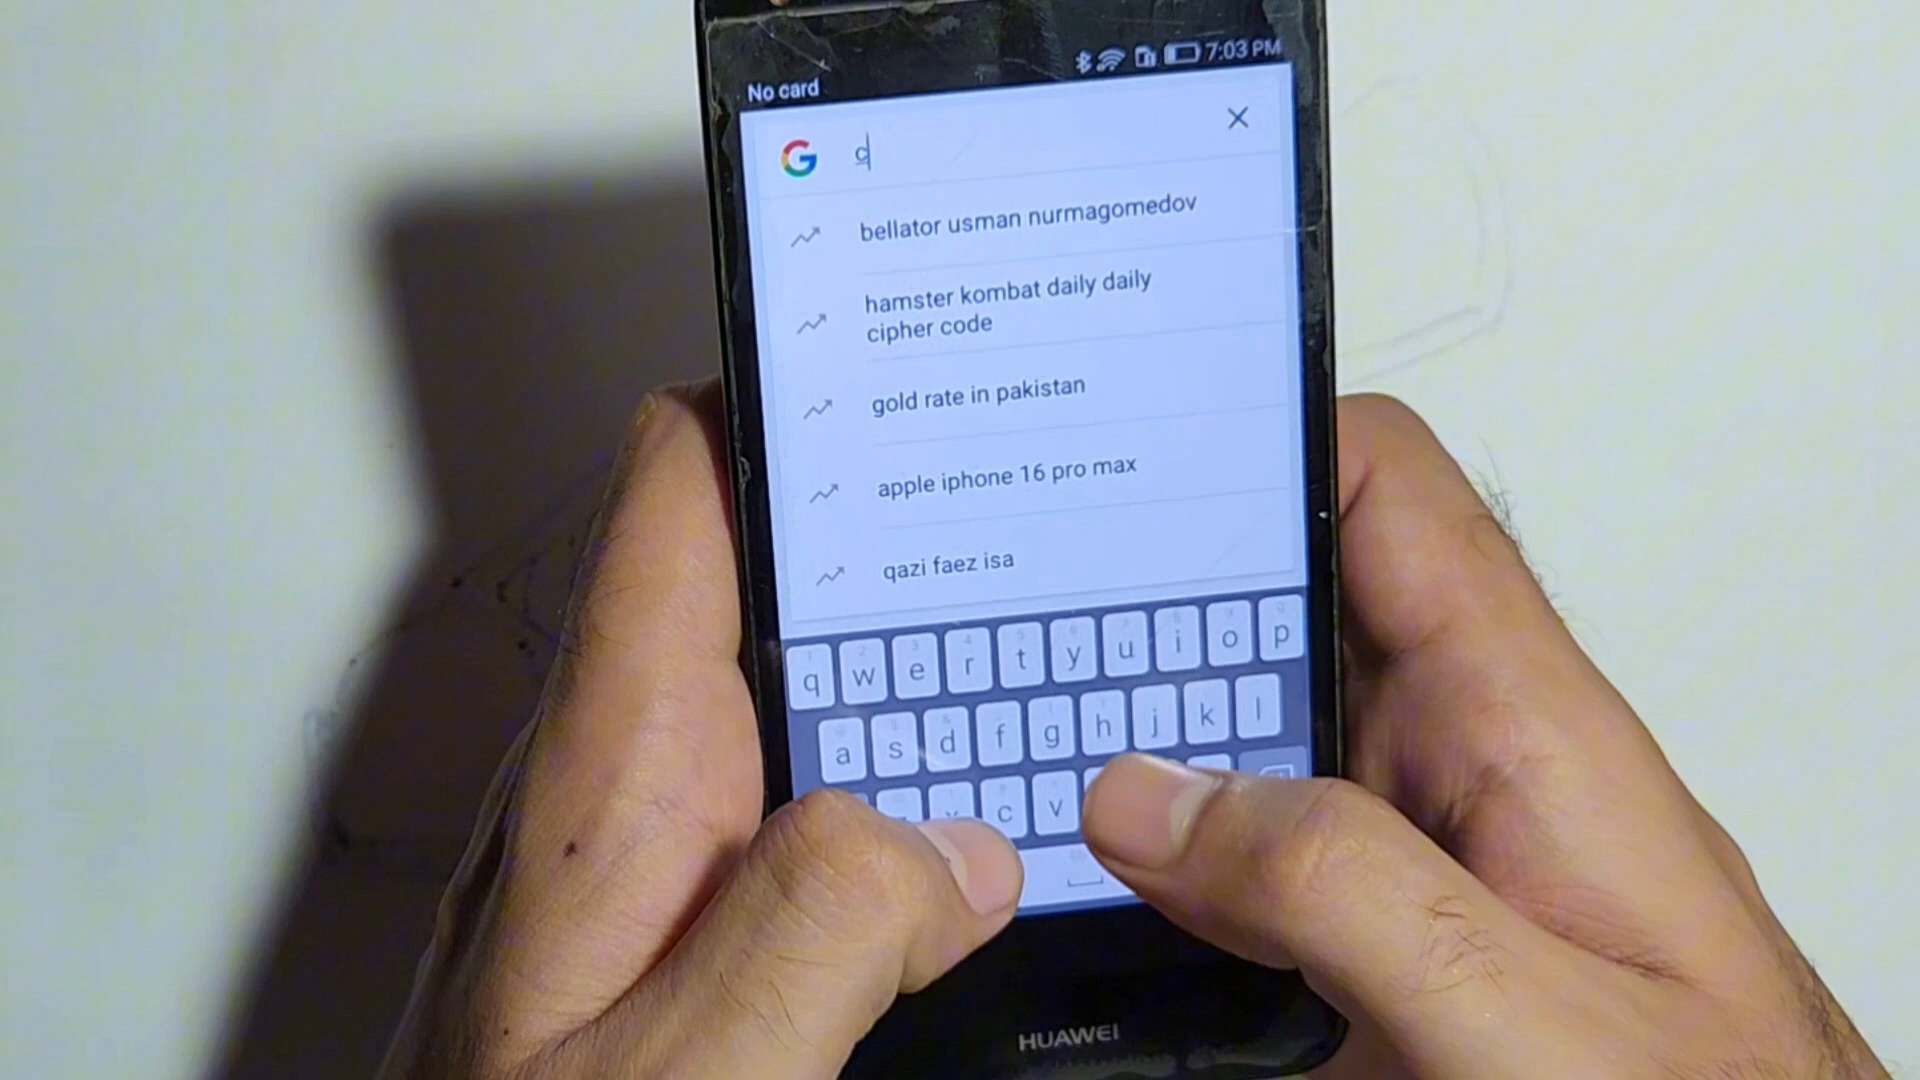 7:03 PM
No card
G c
bellator usman nurmagomedov
hamster kombat daily daily
cipher code
gold rate in pakistan
apple iphone 16 pro max
qazi faez isa
q w e r t y u i o p
a s d f g h j k l
c v
HUAWEI